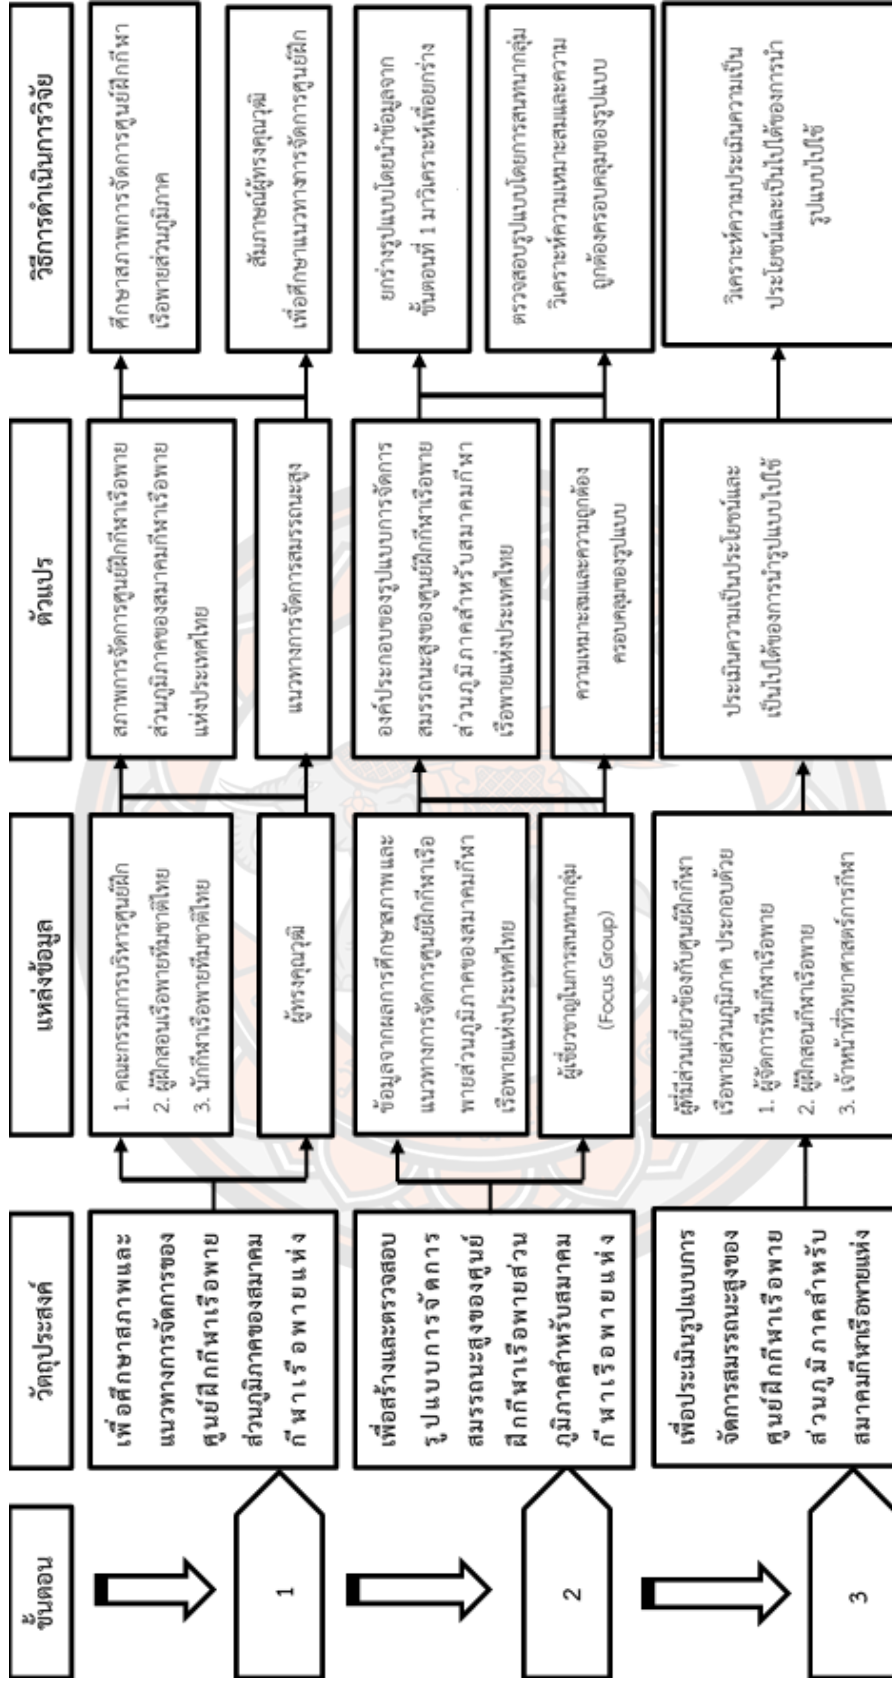 ขั้นตอน
วัตถุประสงค์
แหล่งข้อมูล
ตัวแปร
วิธีการดำเนินการวิจัย
1
เพื่อศึกษาสภาพและ
แนวทางการจัดการของ
ศูนย์ฝึกกีฬาเรือพาย
ส่วนภูมิภาคของสมาคม
กีฬาเรือพายแห่ง
1. คณะกรรมการบริหารศูนย์ฝึก
2. ผู้ฝึกสอนเรือพายทีมชาติไทย
3. นักกีฬาเรือพายทีมชาติไทย
ผู้ทรงคุณวุฒิ
สภาพการจัดการศูนย์ฝึกกีฬาเรือพาย
ส่วนภูมิภาคของสมาคมกีฬาเรือพาย
แห่งประเทศไทย
แนวทางการจัดการสมรรถนะสูง
ศึกษาสภาพการจัดการศูนย์ฝึกกีฬา
เรือพายส่วนภูมิภาค
สัมภาษณ์ผู้ทรงคุณวุฒิ
เพื่อศึกษาแนวทางการจัดการศูนย์ฝึก
2
เพื่อสร้างและตรวจสอบ
รูปแบบการจัดการ
สมรรถนะสูงของศูนย์
ฝึกกีฬาเรือพายส่วน
ภูมิภาคสำหรับสมาคม
กีฬาเรือพายแห่ง
ข้อมูลจากผลการศึกษาสภาพและ
แนวทางการจัดการศูนย์ฝึกกีฬาเรือ
พายส่วนภูมิภาคของสมาคมกีฬา
เรือพายแห่งประเทศไทย
ผู้เชี่ยวชาญในการสนทนากลุ่ม
(Focus Group)
องค์ประกอบของรูปแบบการจัดการ
สมรรถนะสูงของศูนย์ฝึกกีฬาเรือพาย
ส่วนภูมิภาคสำหรับสมาคมกีฬา
เรือพายแห่งประเทศไทย
ความเหมาะสมและความถูกต้อง
ครอบคลุมของรูปแบบ
ยกร่างรูปแบบโดยนำข้อมูลจาก
ขั้นตอนที่ 1 มาวิเคราะห์เพื่อยกร่าง
ตรวจสอบรูปแบบโดยการสนทนากลุ่ม
วิเคราะห์ความเหมาะสมและความ
ถูกต้องครอบคลุมของรูปแบบ
3
เพื่อประเมินรูปแบบการ
จัดการสมรรถนะสูงของ
ศูนย์ฝึกกีฬาเรือพาย
ส่วนภูมิภาคสำหรับ
สมาคมกีฬาเรือพายแห่ง
ผู้ที่มีส่วนเกี่ยวข้องกับศูนย์ฝึกกีฬา
เรือพายส่วนภูมิภาค ประกอบด้วย
1. ผู้จัดการทีมกีฬาเรือพาย
2. ผู้ฝึกสอนกีฬาเรือพาย
3. เจ้าหน้าที่วิทยาศาสตร์การกีฬา
ประเมินความเป็นประโยชน์และ
เป็นไปได้ของการนำรูปแบบไปใช้
วิเคราะห์ความประเมินความเป็น
ประโยชน์และเป็นไปได้ของการนำ
รูปแบบไปใช้